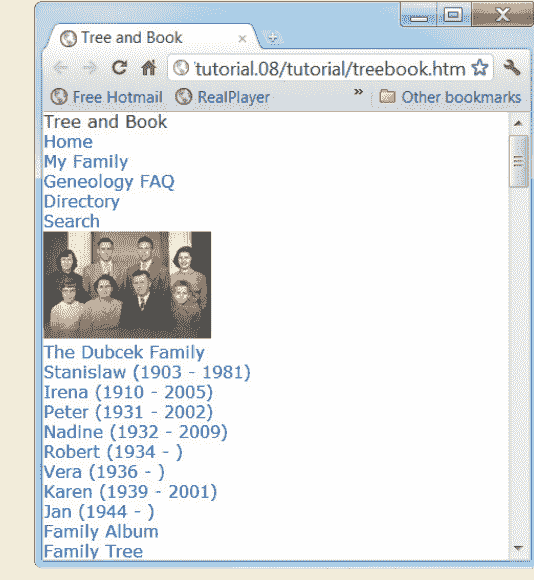 Tree and Book
tutorial.08/tutorial/treebook.htm
Free Hotmail RealPlayer » Other bookmarks
Tree and Book
Home
My Family
Geneology FAQ
Directory
Search
The Dubcek Family
Stanislaw (1903 - 1981)
Irena (1910 - 2005)
Peter (1931 - 2002)
Nadine (1932 - 2009)
Robert (1934 - )
Vera (1936 - )
Karen (1939 - 2001)
Jan (1944 - )
Family Album
Family Tree